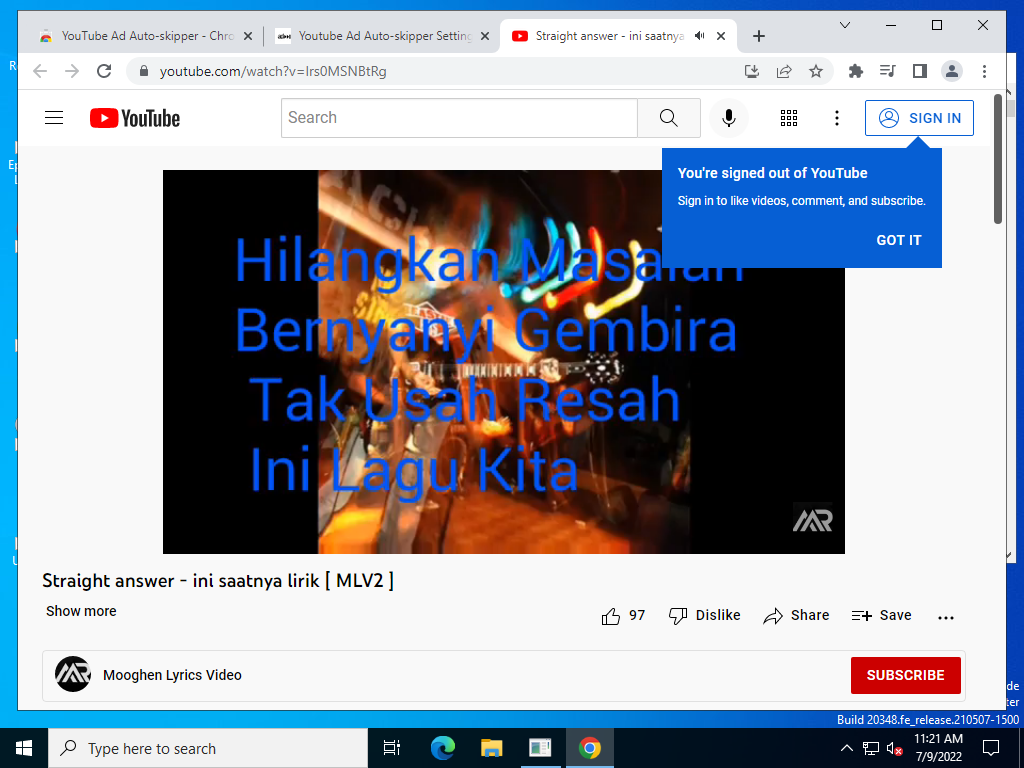 YouTube Ad Auto-skipper - Chro
Youtube Ad Auto-skipper Setting
Straight answer - ini saatnya
youtube.com/watch?v=Irs0MSNBtRg
YouTube
Search
SIGN IN
You're signed out of YouTube
Sign in to like videos, comment, and subscribe.
GOT IT
Hilangkan Masalah
Bernyanyi Gembira
Tak Usah Resah
Ini Lagu Kita
MR
Straight answer - ini saatnya lirik [ MLV2 ]
Show more
97
Dislike
Share
Save
MR
Mooghen Lyrics Video
SUBSCRIBE
Build 20348.fe_release.210507-1500
Type here to search
11:21 AM
7/9/2022